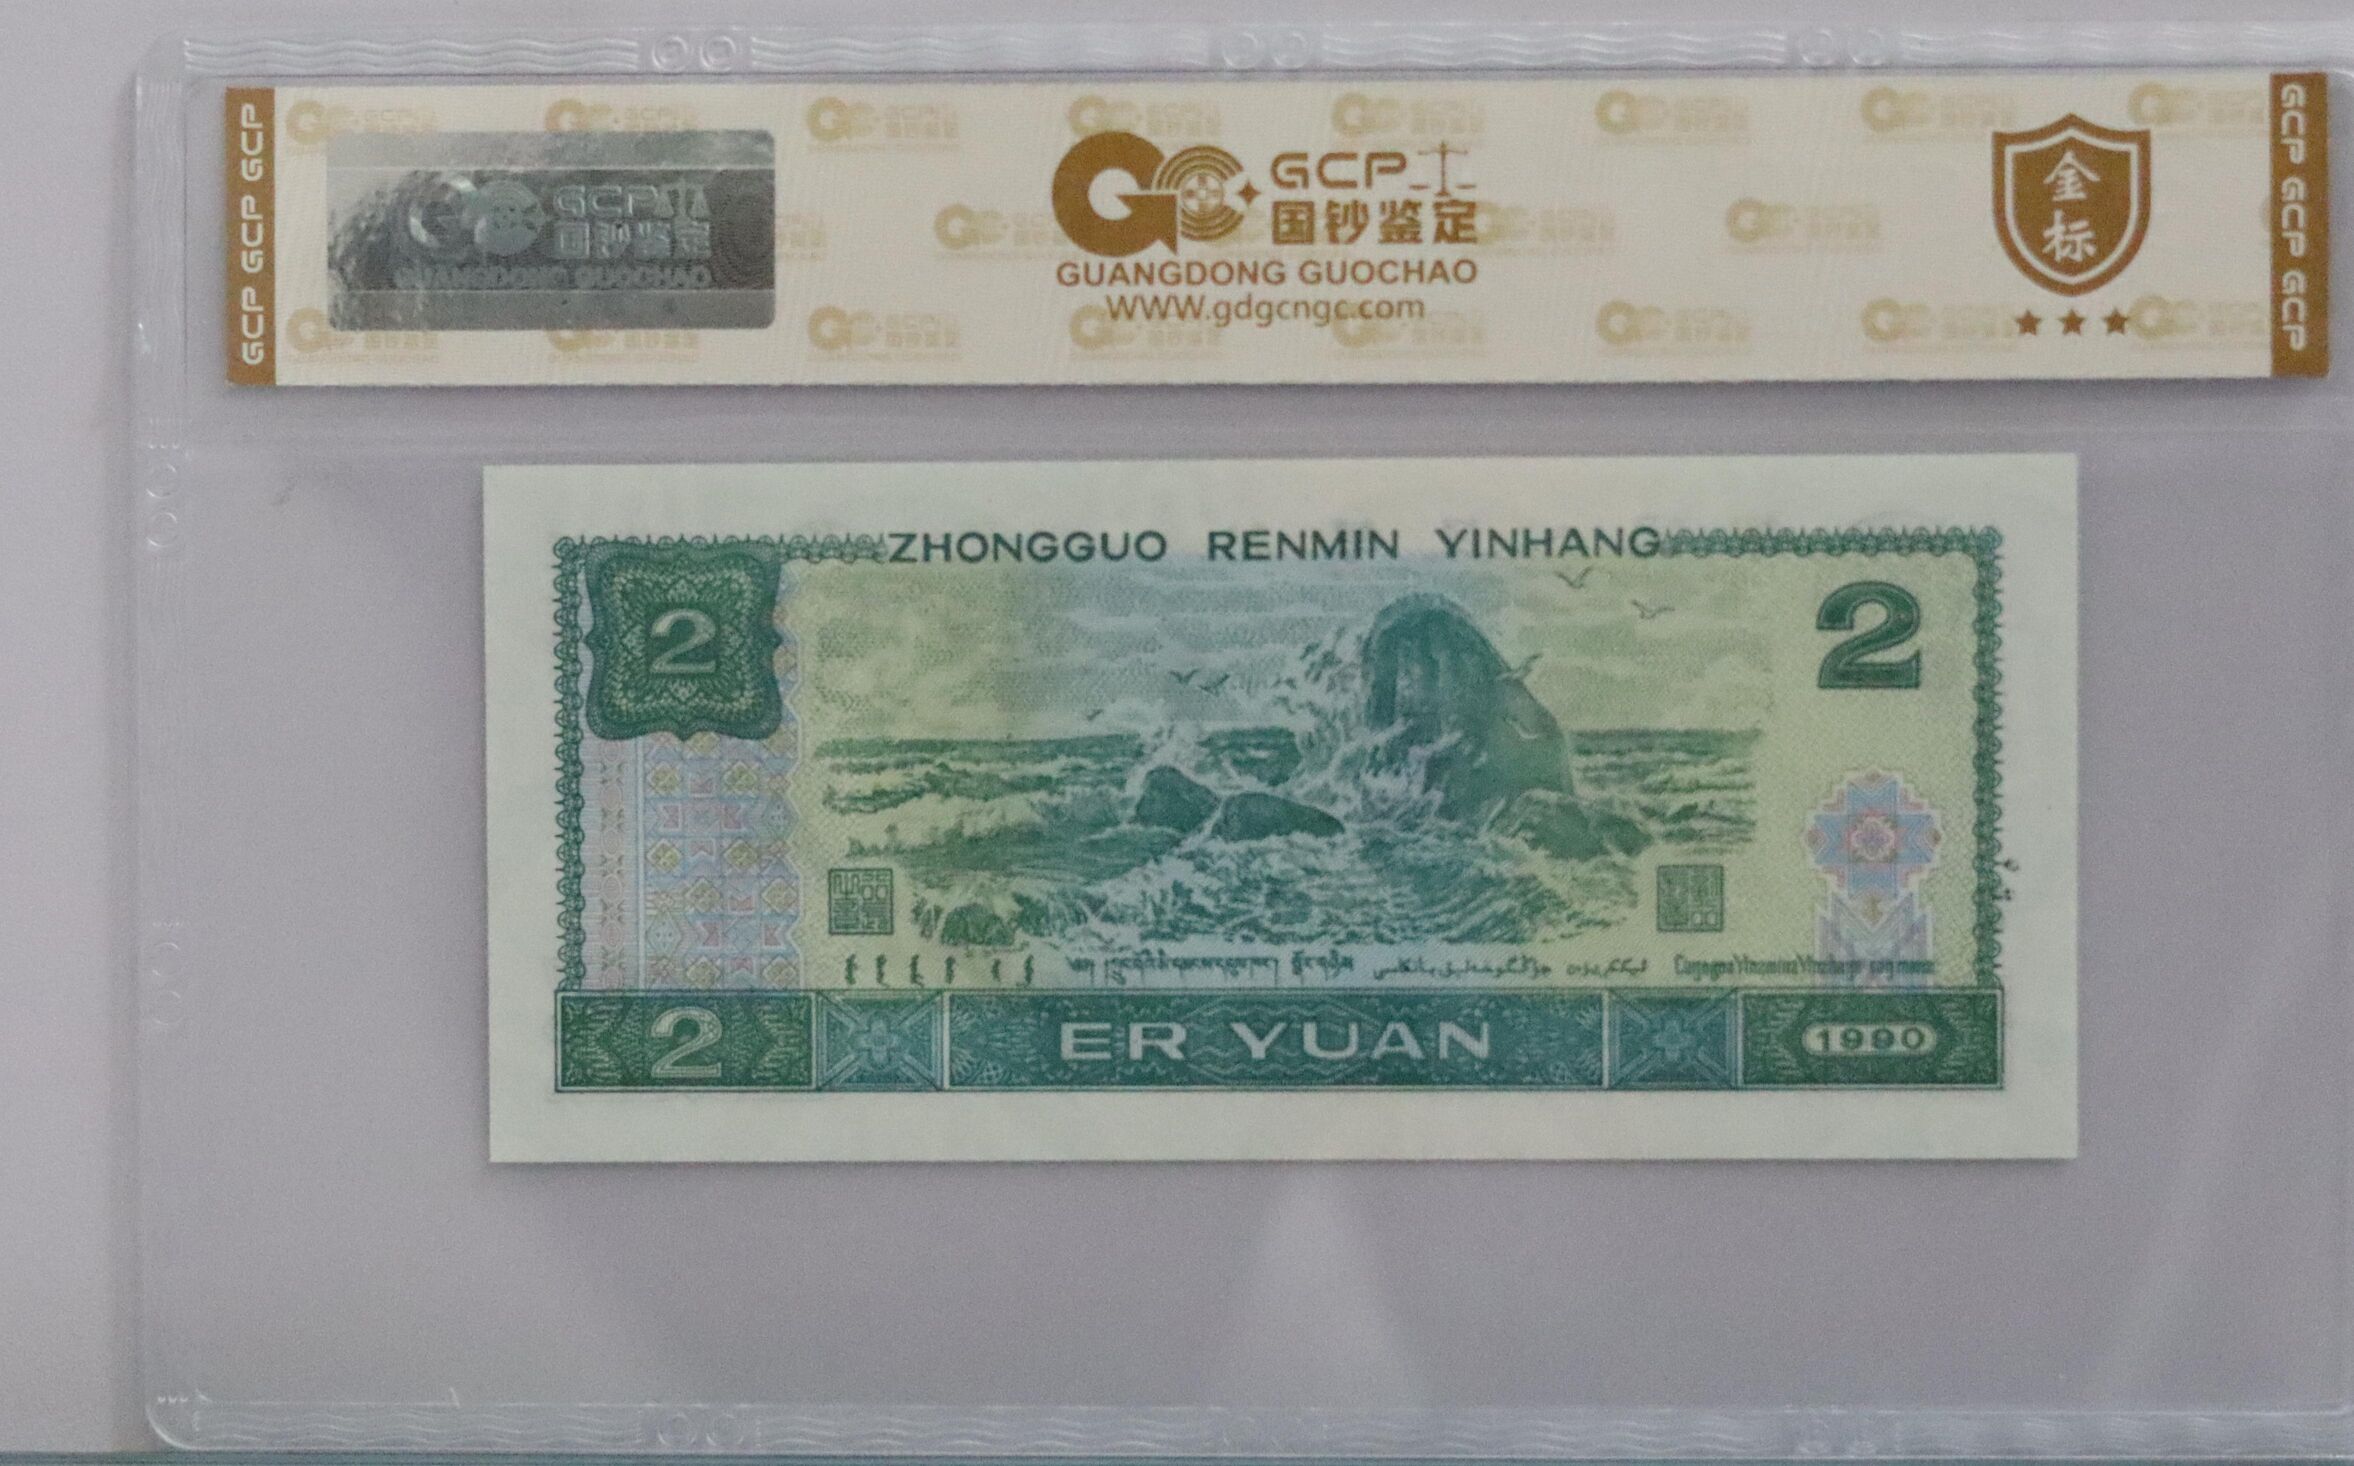 GCP GCP GCP
GCP
国钞鉴定
GUANGDONG GUOCHAO
GCP
国钞鉴定
GUANGDONG GUOCHAO
WWW.gdgcngc.com
金
标
GCP GCP GCP
ZHONGGUO RENMIN YINHANG
2
2
2
ER YUAN
1990